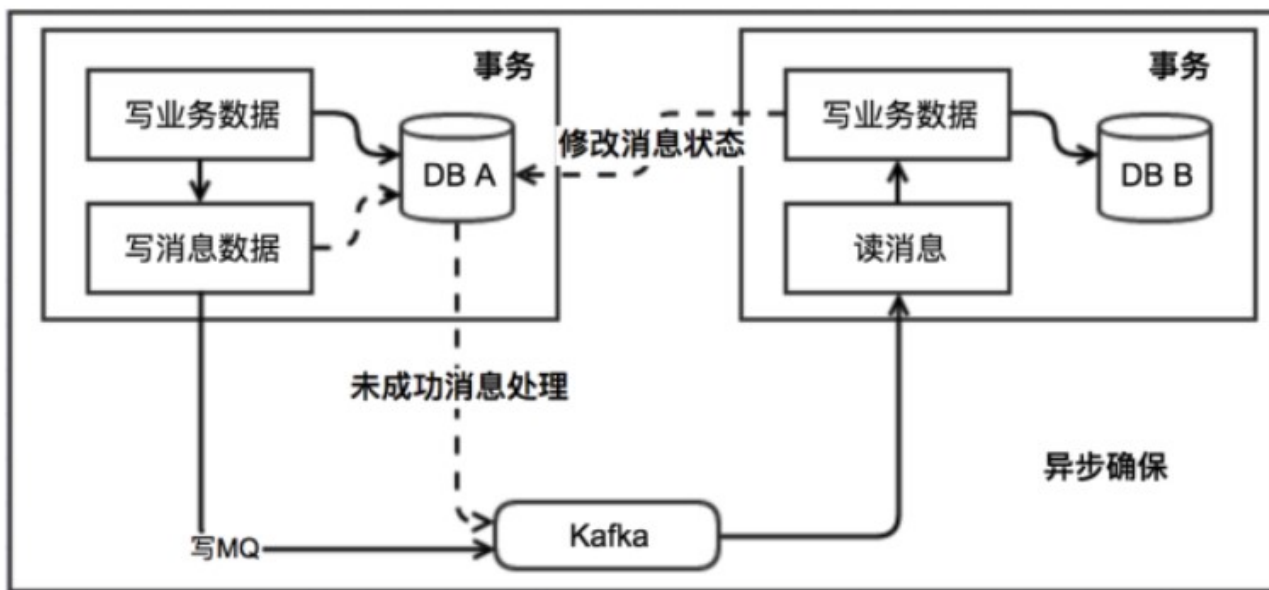 事务
写业务数据
DB A
写消息数据
修改消息状态
事务
写业务数据
DB B
读消息
未成功消息处理
异步确保
写MQ
Kafka